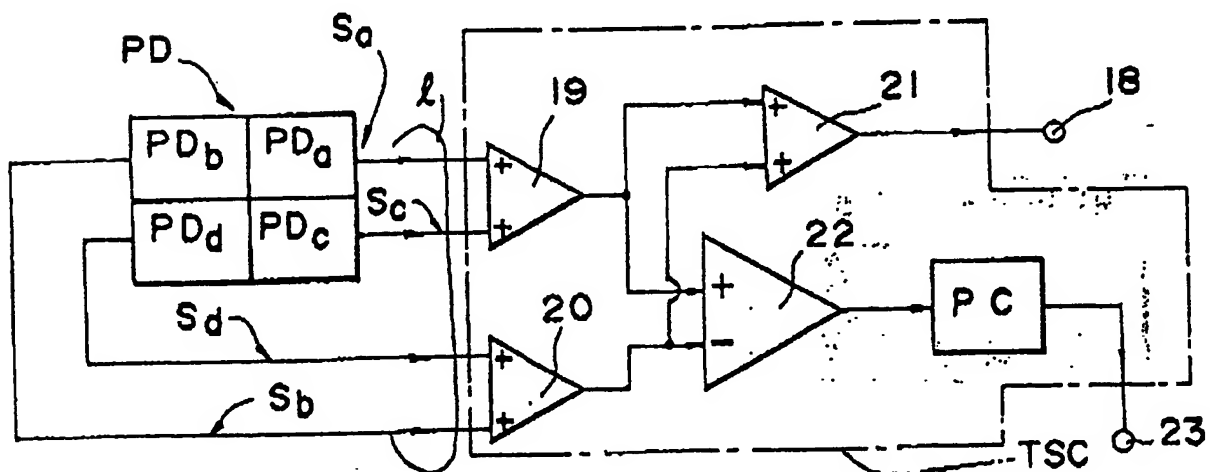 PD
Sa
l
19
21
18
PDb
PDa
+
+
Sc
PDd
PDc
+
+
22
+
-
PC
Sd
20
+
+
Sb
TSC
23